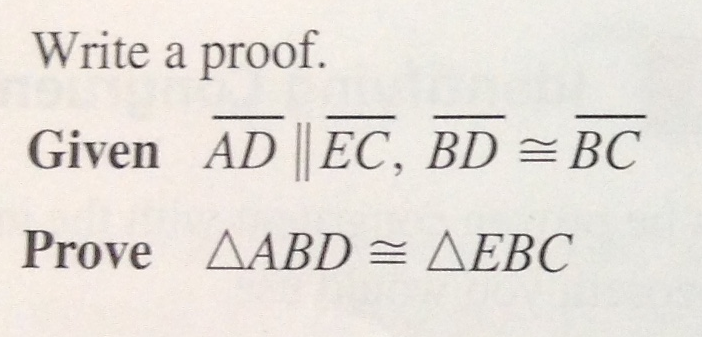 Write a proof.
Given AD || EC, BD ≅ BC
Prove △ABD ≅ △EBC